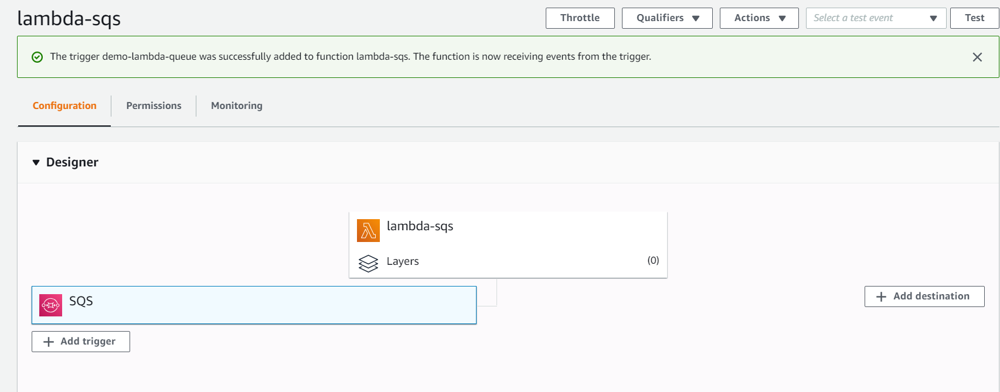 lambda-sqs
Throttle
Qualifiers
Actions
Select a test event
Test
The trigger demo-lambda-queue was successfully added to function lambda-sqs. The function is now receiving events from the trigger.
Configuration
Permissions
Monitoring
Designer
lambda-sqs
Layers
(0)
SQS
Add destination
Add trigger